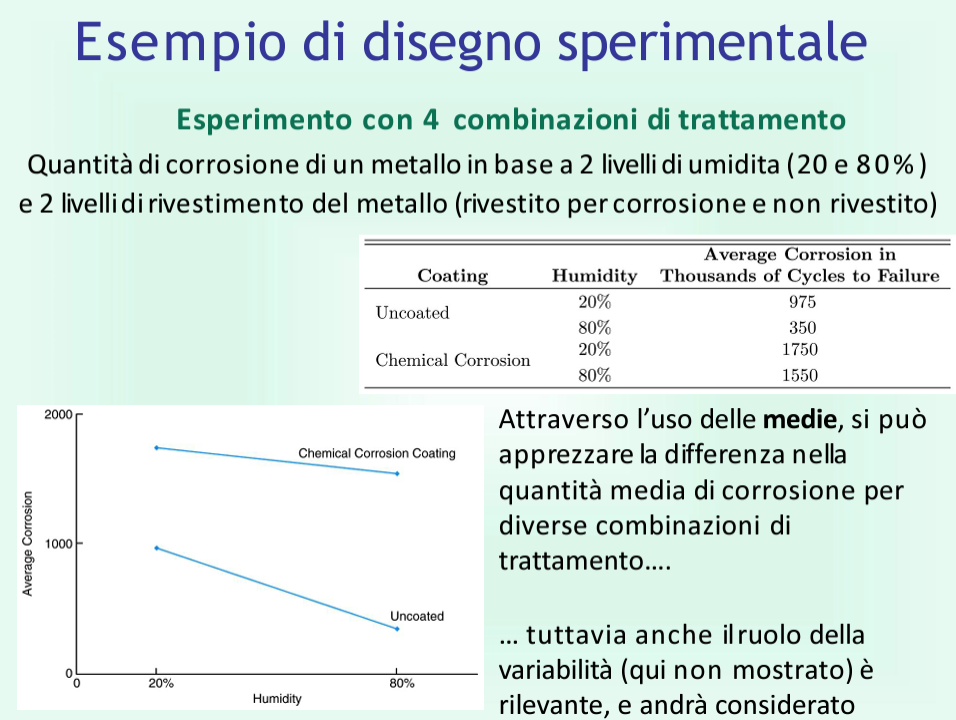 Esempio di disegno sperimentale
Esperimento con 4 combinazioni di trattamento
Quantità di corrosione di un metallo in base a 2 livelli di umidita (20 e 80%)
e 2 livelli di rivestimento del metallo (rivestito per corrosione e non rivestito)
Average Corrosion in
Coating Humidity Thousands of Cycles to Failure
Uncoated 20% 975
80% 350
Chemical Corrosion 20% 1750
80% 1550
2000
Chemical Corrosion Coating
Average Corrosion
1000
Uncoated
0
0 20% 80%
Humidity
Attraverso l’uso delle medie, si può
apprezzare la differenza nella
quantità media di corrosione per
diverse combinazioni di
trattamento….
… tuttavia anche il ruolo della
variabilità (qui non mostrato) è
rilevante, e andrà considerato